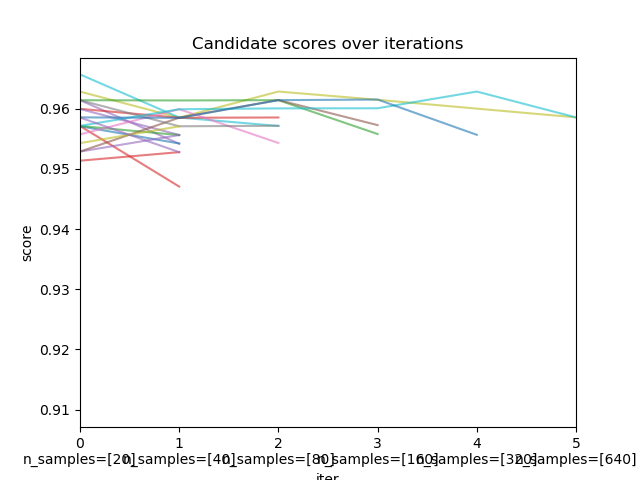 Candidate scores over iterations
score
0.96
0.95
0.94
0.93
0.92
0.91
0 1 2 3 4 5
n_samples=[20] n_samples=[40] n_samples=[80] n_samples=[160] n_samples=[320] n_samples=[640]
iter